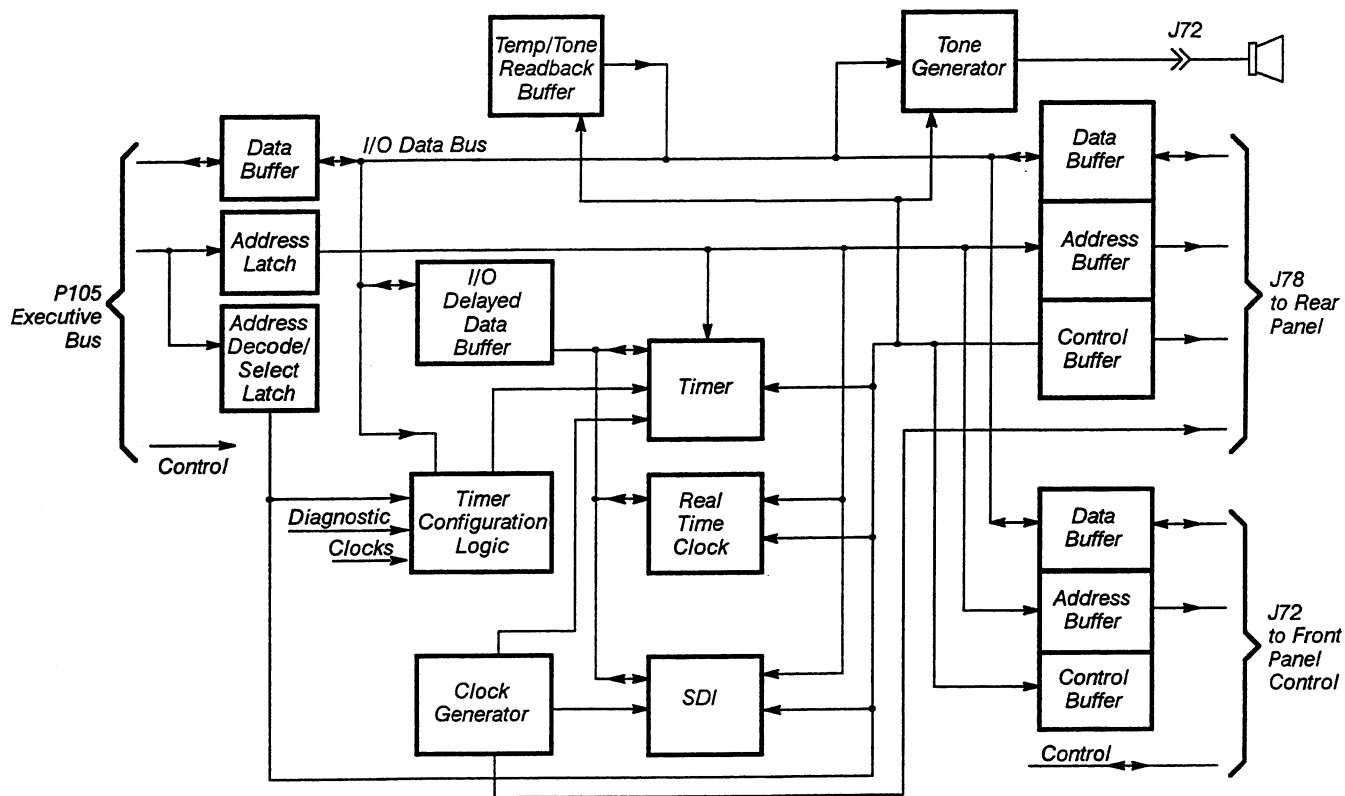 J72
Temp/Tone
Readback
Buffer
Tone
Generator
Data
Buffer
I/O Data Bus
Data
Buffer
Address
Latch
Address
Buffer
P105
Executive
Bus
I/O
Delayed
Data
Buffer
J78
to Rear
Panel
Address
Decode/
Select
Latch
Control
Buffer
Timer
Control
Timer
Configuration
Logic
Diagnostic
Clocks
Real
Time
Clock
Data
Buffer
Address
Buffer
J72
to Front
Panel
Control
Clock
Generator
SDI
Control
Buffer
Control